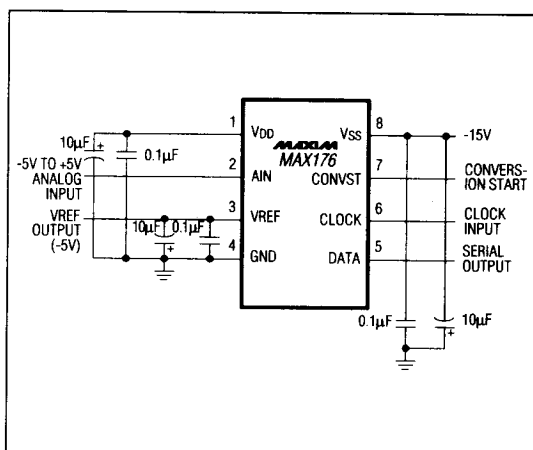 1
VDD
MAXIM
MAX176
VSS
8
-15V
10µF
+
0.1µF
-5V TO +5V
ANALOG
INPUT
2
AIN
CONVST
7
CONVERS-
ION START
VREF
OUTPUT
(-5V)
3
VREF
CLOCK
6
CLOCK
INPUT
10µF
+
0.1µF
4
GND
DATA
5
SERIAL
OUTPUT
0.1µF
10µF
+